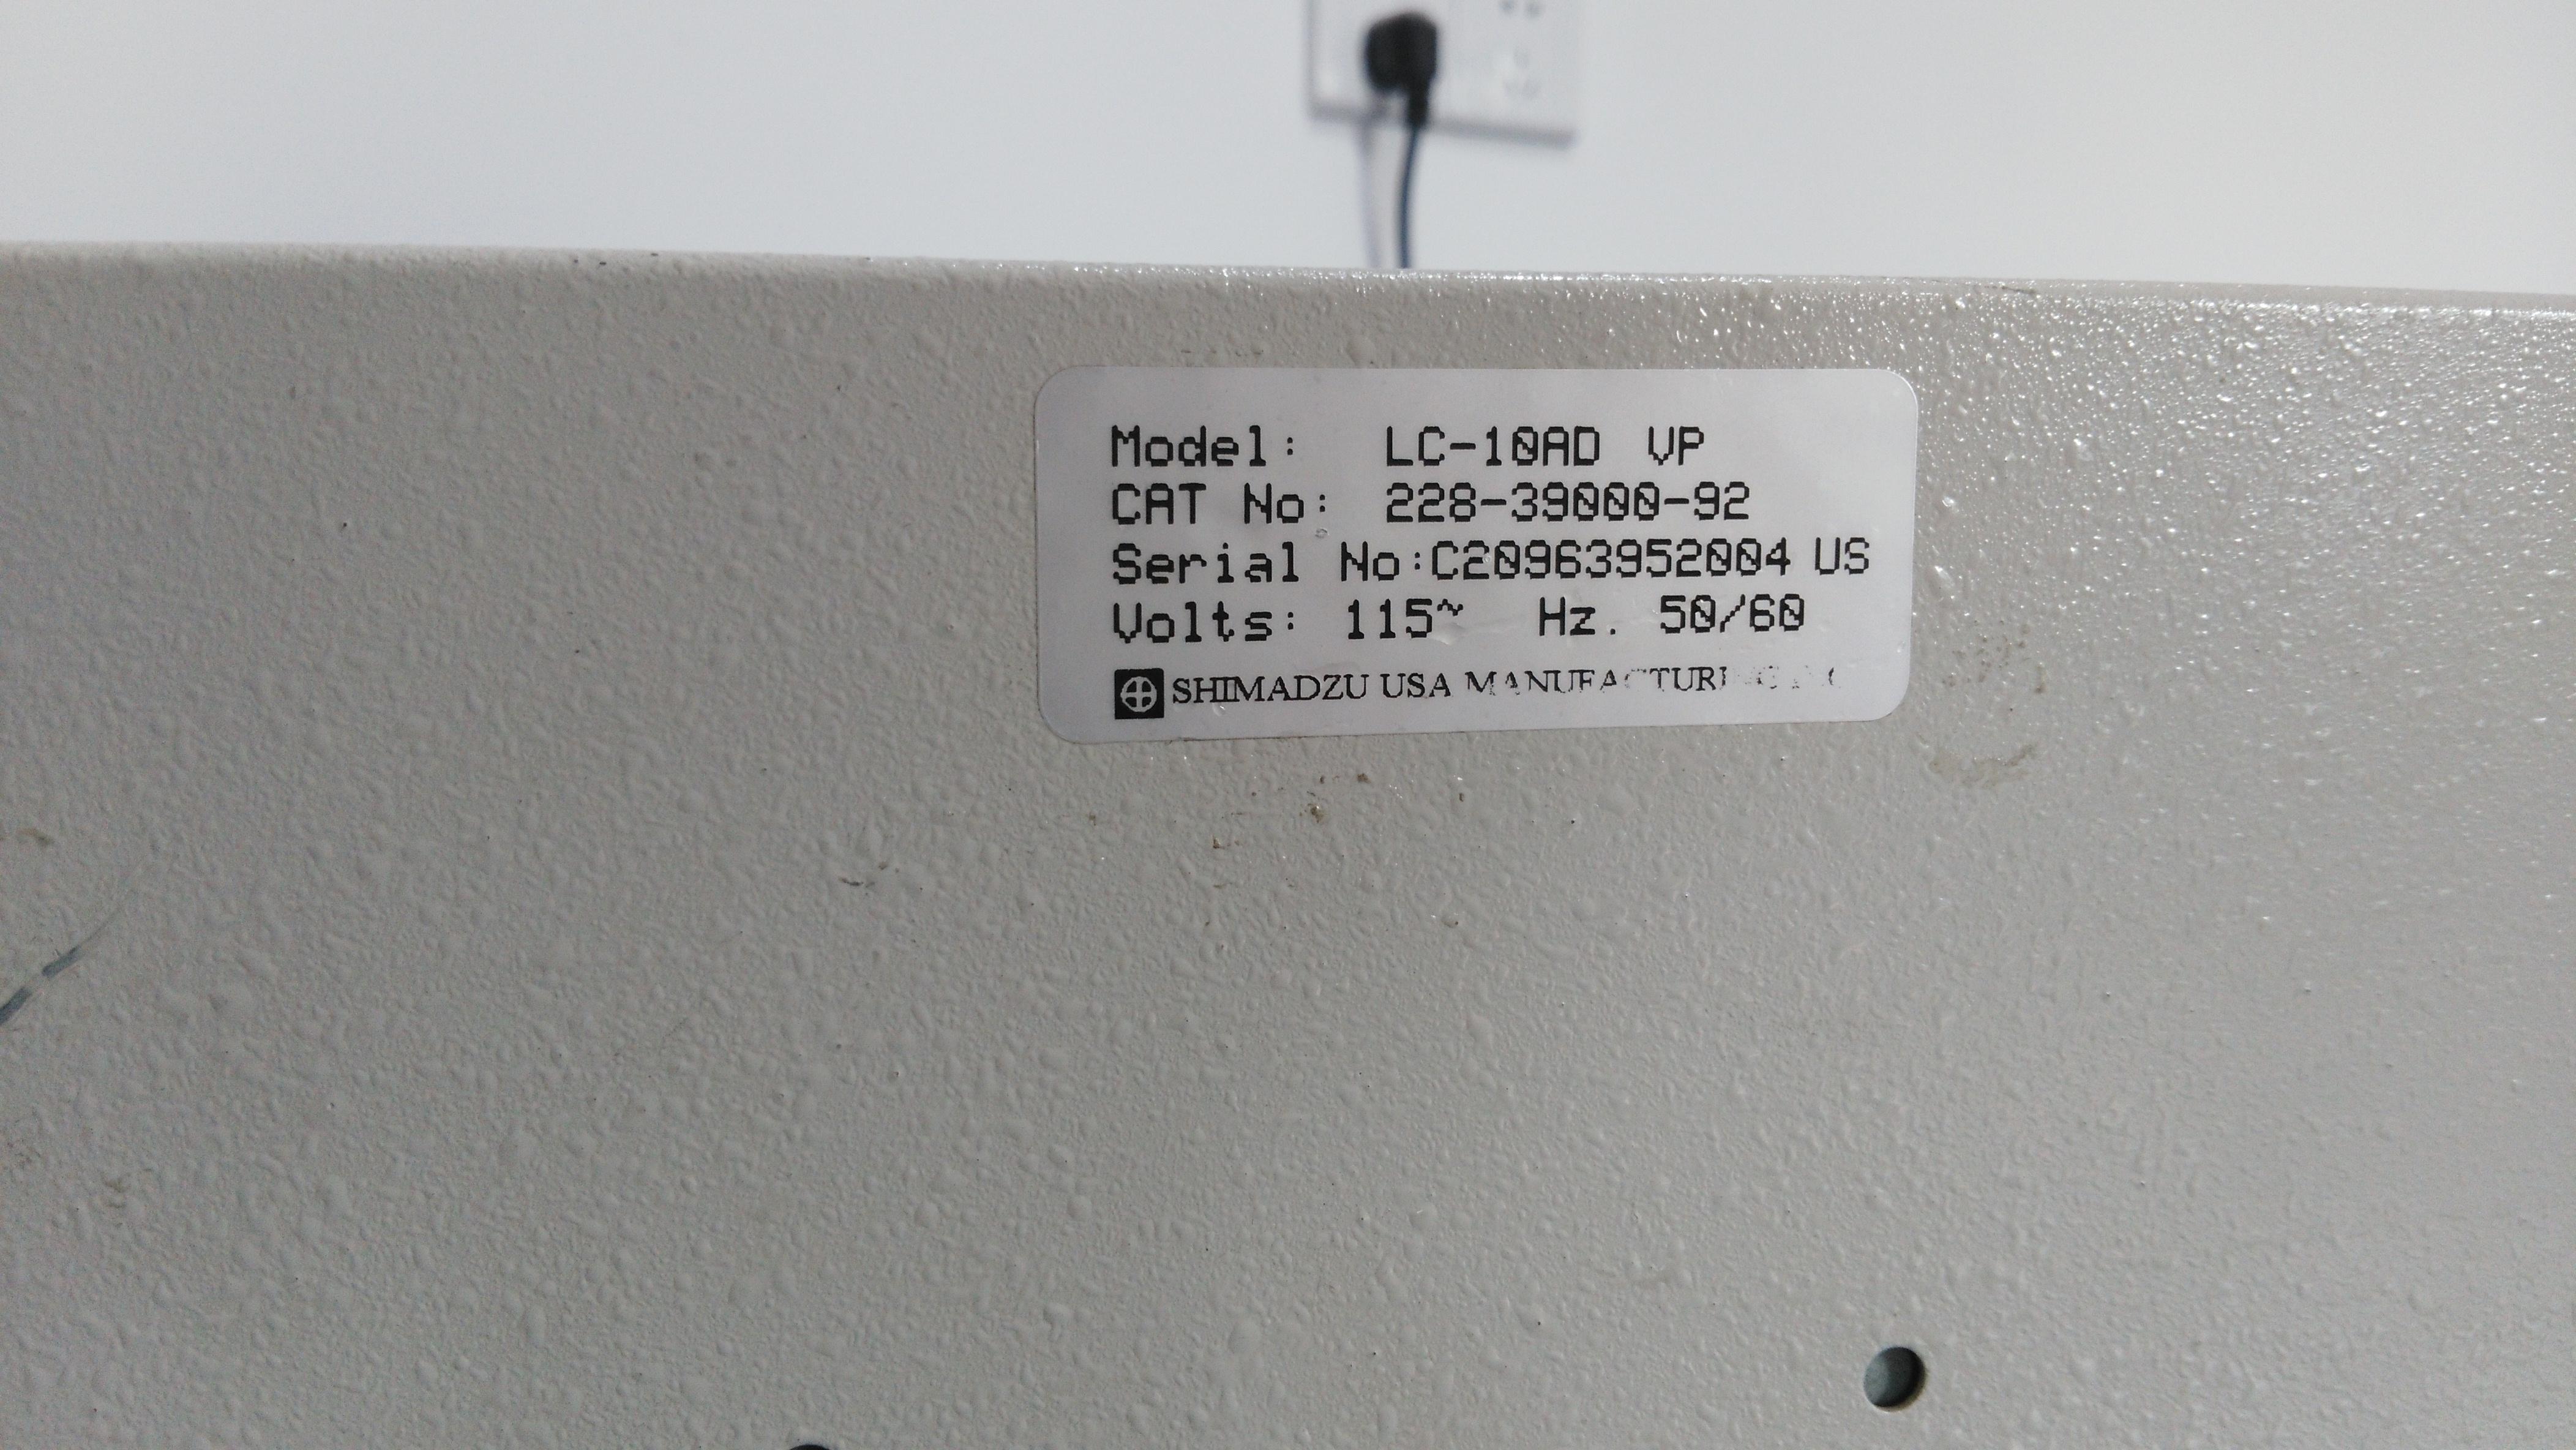 Model: LC-10AD VP
CAT No: 228-39000-92
Serial No:C20963952004 US
Volts: 115~ Hz. 50/60
SHIMADZU USA MANUFACTURING